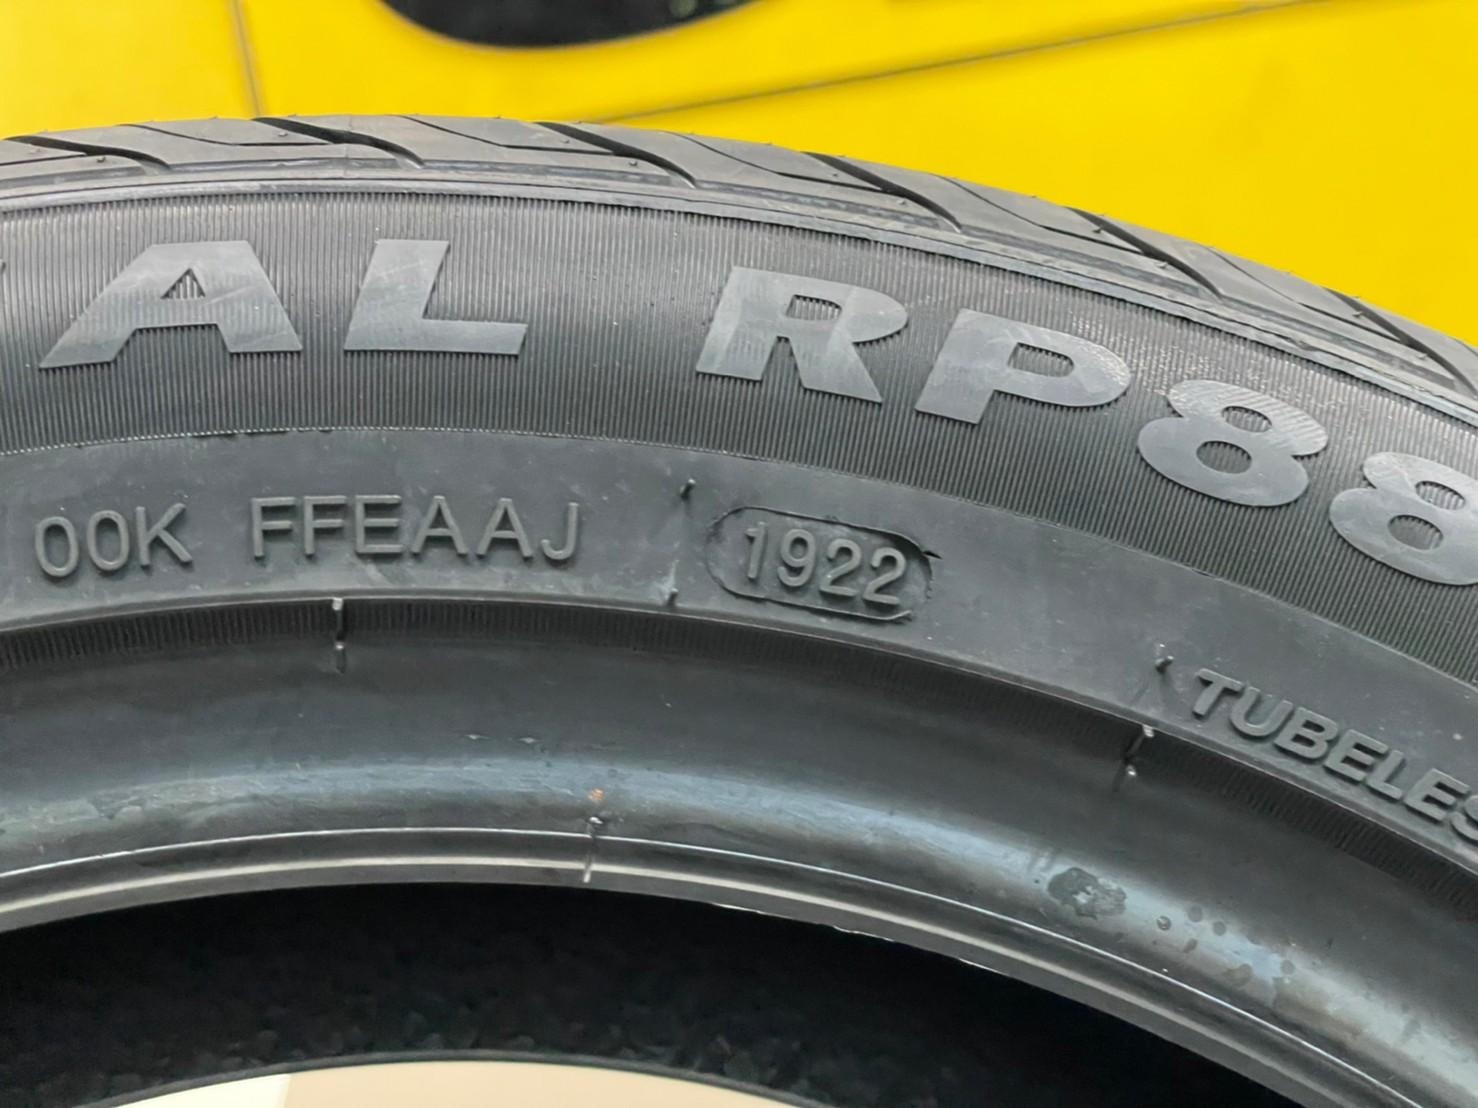 AL RP88
00K FFEAAJ 1922
TUBELES